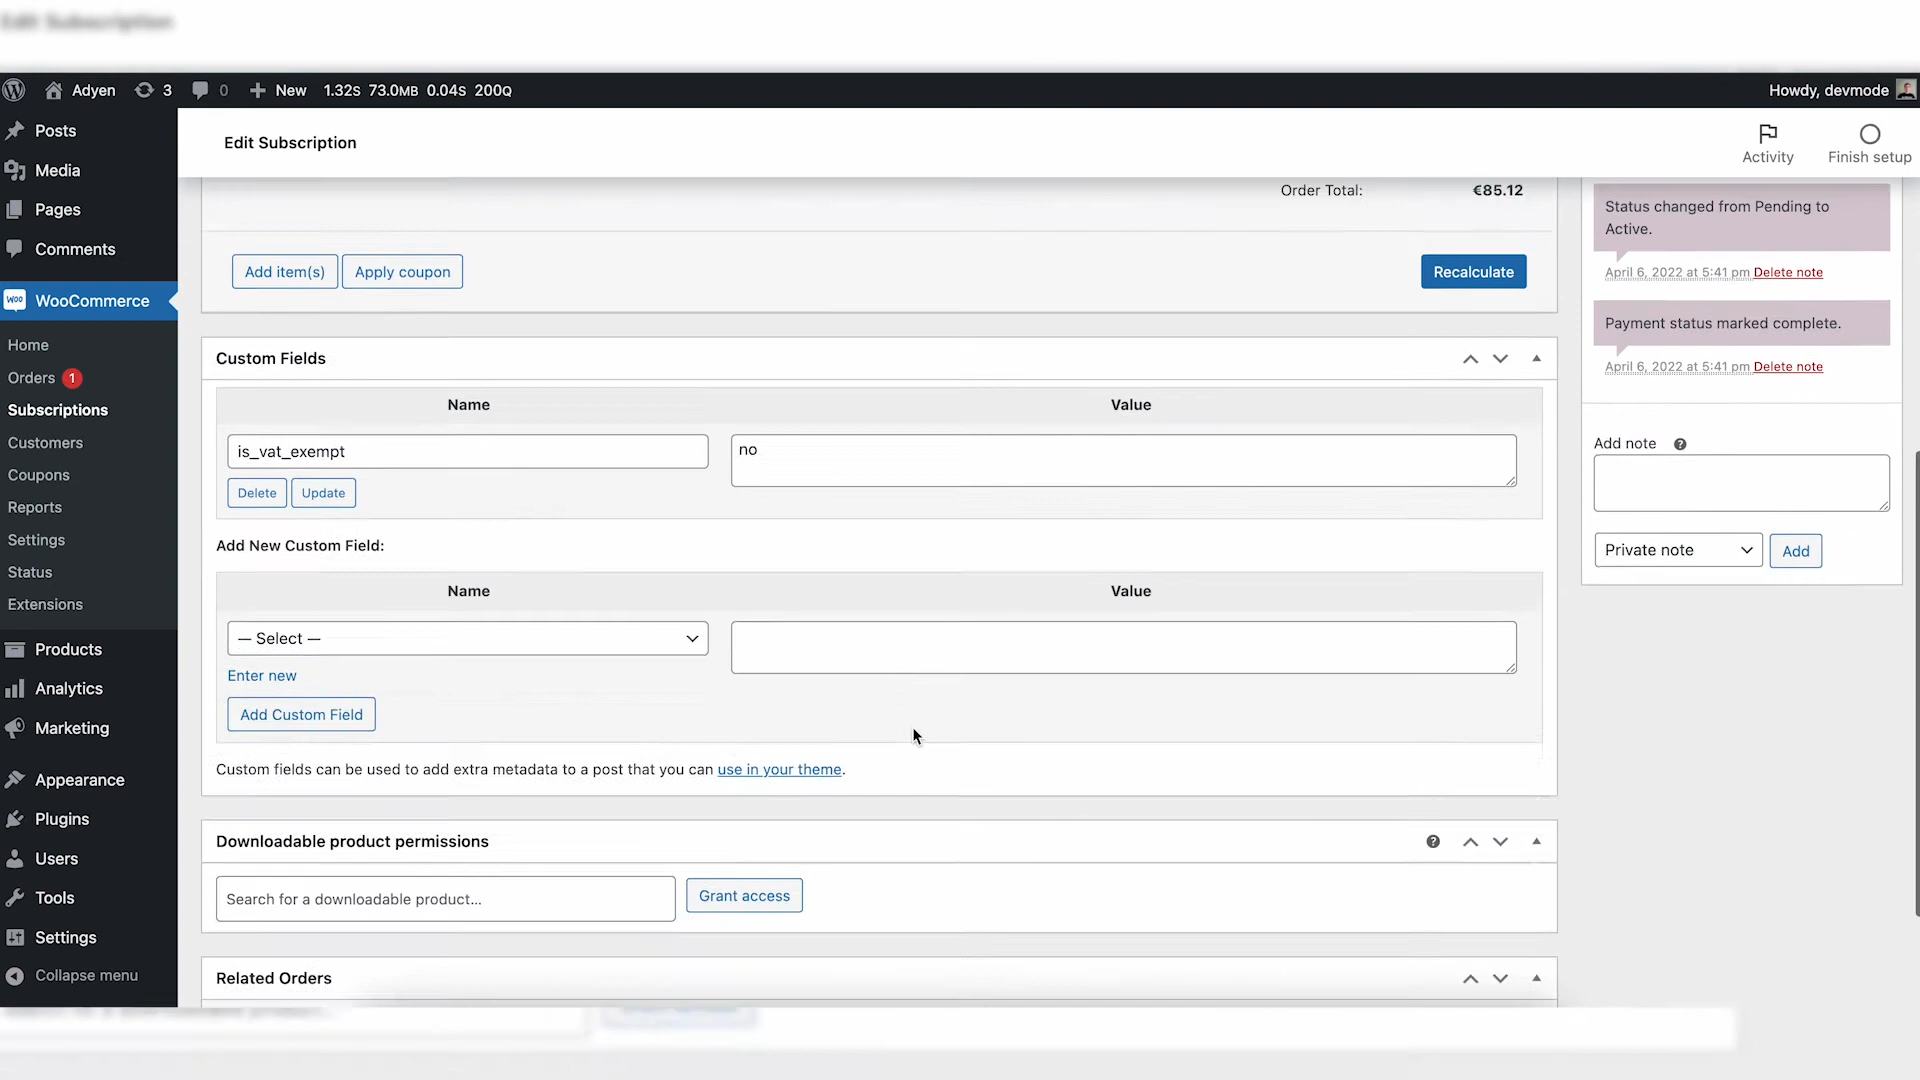 Edit Subscription
Adyen 3 0 New 1.32s 73.0MB 0.04s 200Q Howdy, devmode
Posts
Media
Pages
Comments
WOO WooCommerce
Home
Orders 1
Subscriptions
Customers
Coupons
Reports
Settings
Status
Extensions
Products
Analytics
Marketing
Appearance
Plugins
Users
Tools
Settings
Collapse menu
Edit Subscription
Activity
Finish setup
Order Total: €85.12
Add item(s) Apply coupon Recalculate
Custom Fields
Name Value
is_vat_exempt no
Delete Update
Add New Custom Field:
Name Value
— Select —
Enter new
Add Custom Field
Custom fields can be used to add extra metadata to a post that you can use in your theme.
Downloadable product permissions
Search for a downloadable product...
Grant access
Related Orders
Status changed from Pending to
Active.
April 6, 2022 at 5:41 pm Delete note
Payment status marked complete.
April 6, 2022 at 5:41 pm Delete note
Add note
Private note Add